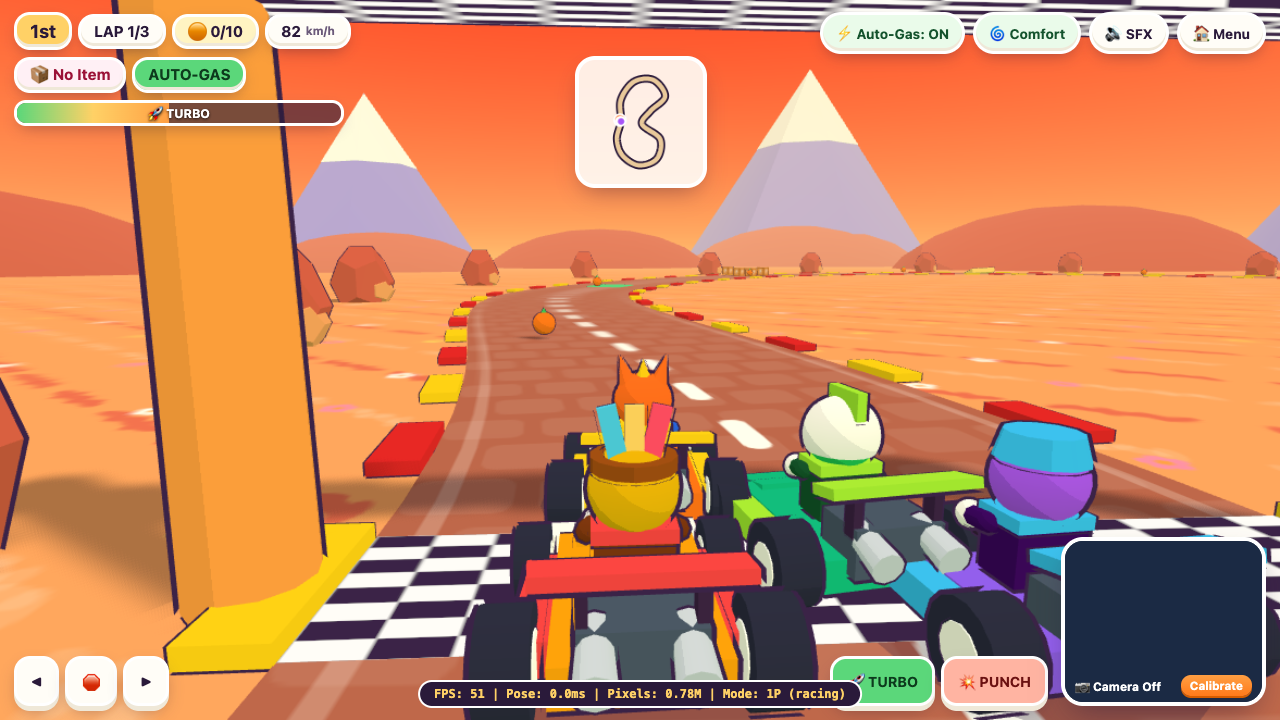 1st
LAP 1/3
0/10
82 km/h
Auto-Gas: ON
Comfort
SFX
Menu
No Item
AUTO-GAS
TURBO
TURBO
PUNCH
Camera Off
Calibrate
FPS: 51 | Pose: 0.0ms | Pixels: 0.78M | Mode: 1P (racing)